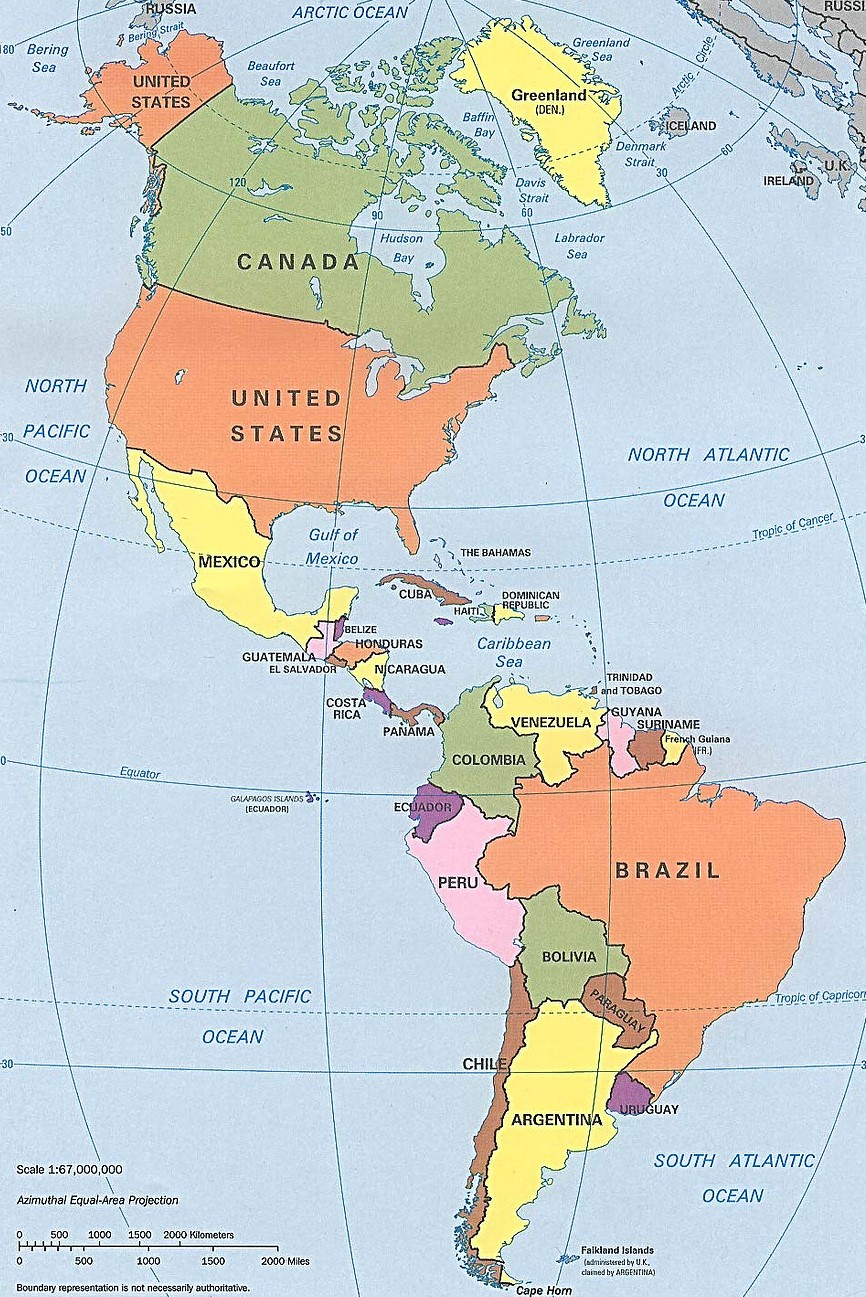 RUSSIA
ARCTIC OCEAN
RUSSI
180
Bering
Sea
Bering Strait
Beaufort
Sea
Greenland
Sea
Arctic Circle
UNITED
STATES
Greenland
(DEN.)
Baffin
Bay
ICELAND
Denmark
Strait
60
U.K.
IRELAND
120
Davis
Strait
30
90
60
50
Hudson
Bay
Labrador
Sea
CANADA
NORTH
PACIFIC
OCEAN
UNITED
STATES
30
3
NORTH ATLANTIC
OCEAN
Tropic of Cancer
Gulf of
Mexico
THE BAHAMAS
MEXICO
CUBA
HAITI
DOMINICAN
REPUBLIC
BELIZE
HONDURAS
GUATEMALA
EL SALVADOR
NICARAGUA
Caribbean
Sea
COSTA
RICA
PANAMA
TRINIDAD
and TOBAGO
GUYANA
SURINAME
French Guiana
(FR.)
VENEZUELA
COLOMBIA
0
Equator
GALAPAGOS ISLANDS
(ECUADOR)
ECUADOR
BRAZIL
PERU
BOLIVIA
SOUTH PACIFIC
OCEAN
PARAGUAY
Tropic of Capricorn
30
3
CHILE
ARGENTINA
URUGUAY
SOUTH ATLANTIC
OCEAN
Scale 1:67,000,000
Azimuthal Equal-Area Projection
0 500 1000 1500 2000 Kilometers
0 500 1000 2000 Miles
Falkland Islands
(administered by U.K.,
claimed by ARGENTINA)
Boundary representation is not necessarily authoritative.
Cape Horn